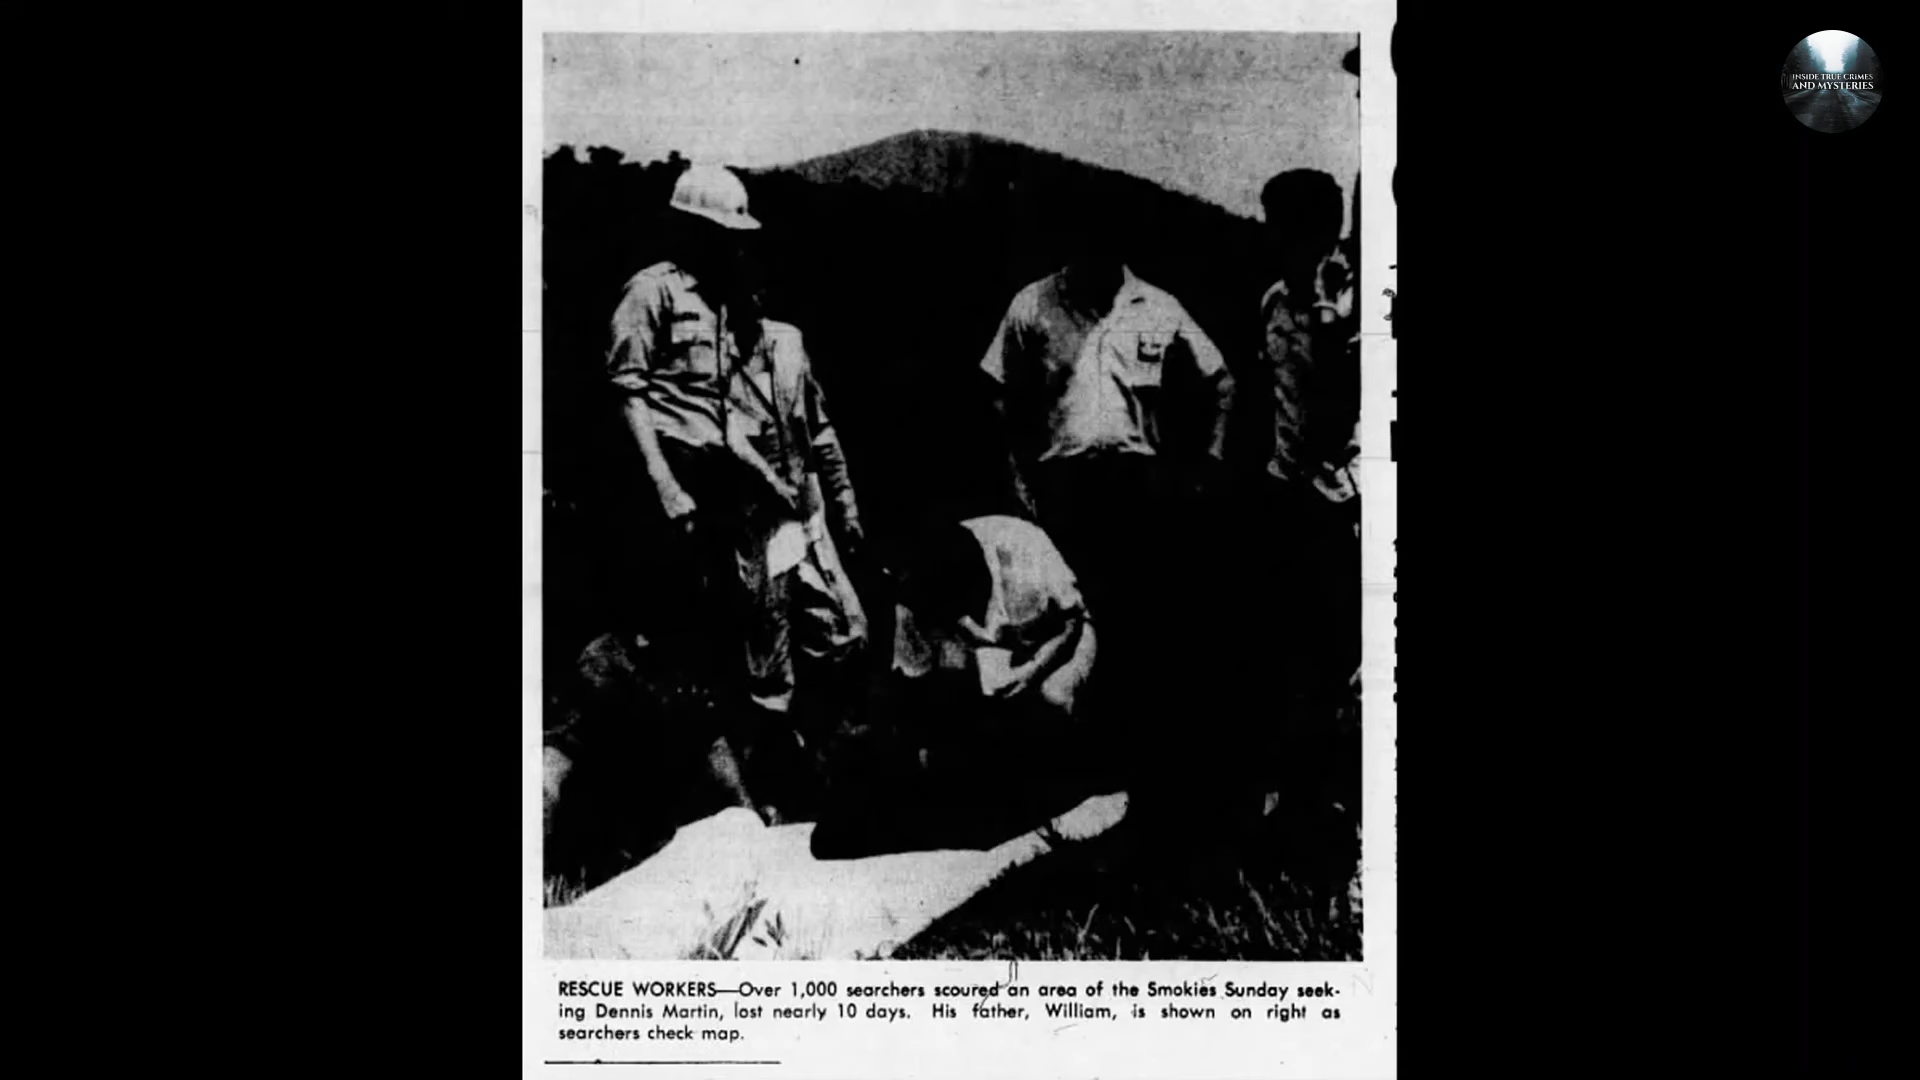 INSIDE TRUE CRIMES
AND MYSTERIES
RESCUE WORKERS—Over 1,000 searchers scoured an area of the Smokies Sunday seek-
ing Dennis Martin, lost nearly 10 days. His father, William, is shown on right as
searchers check map.